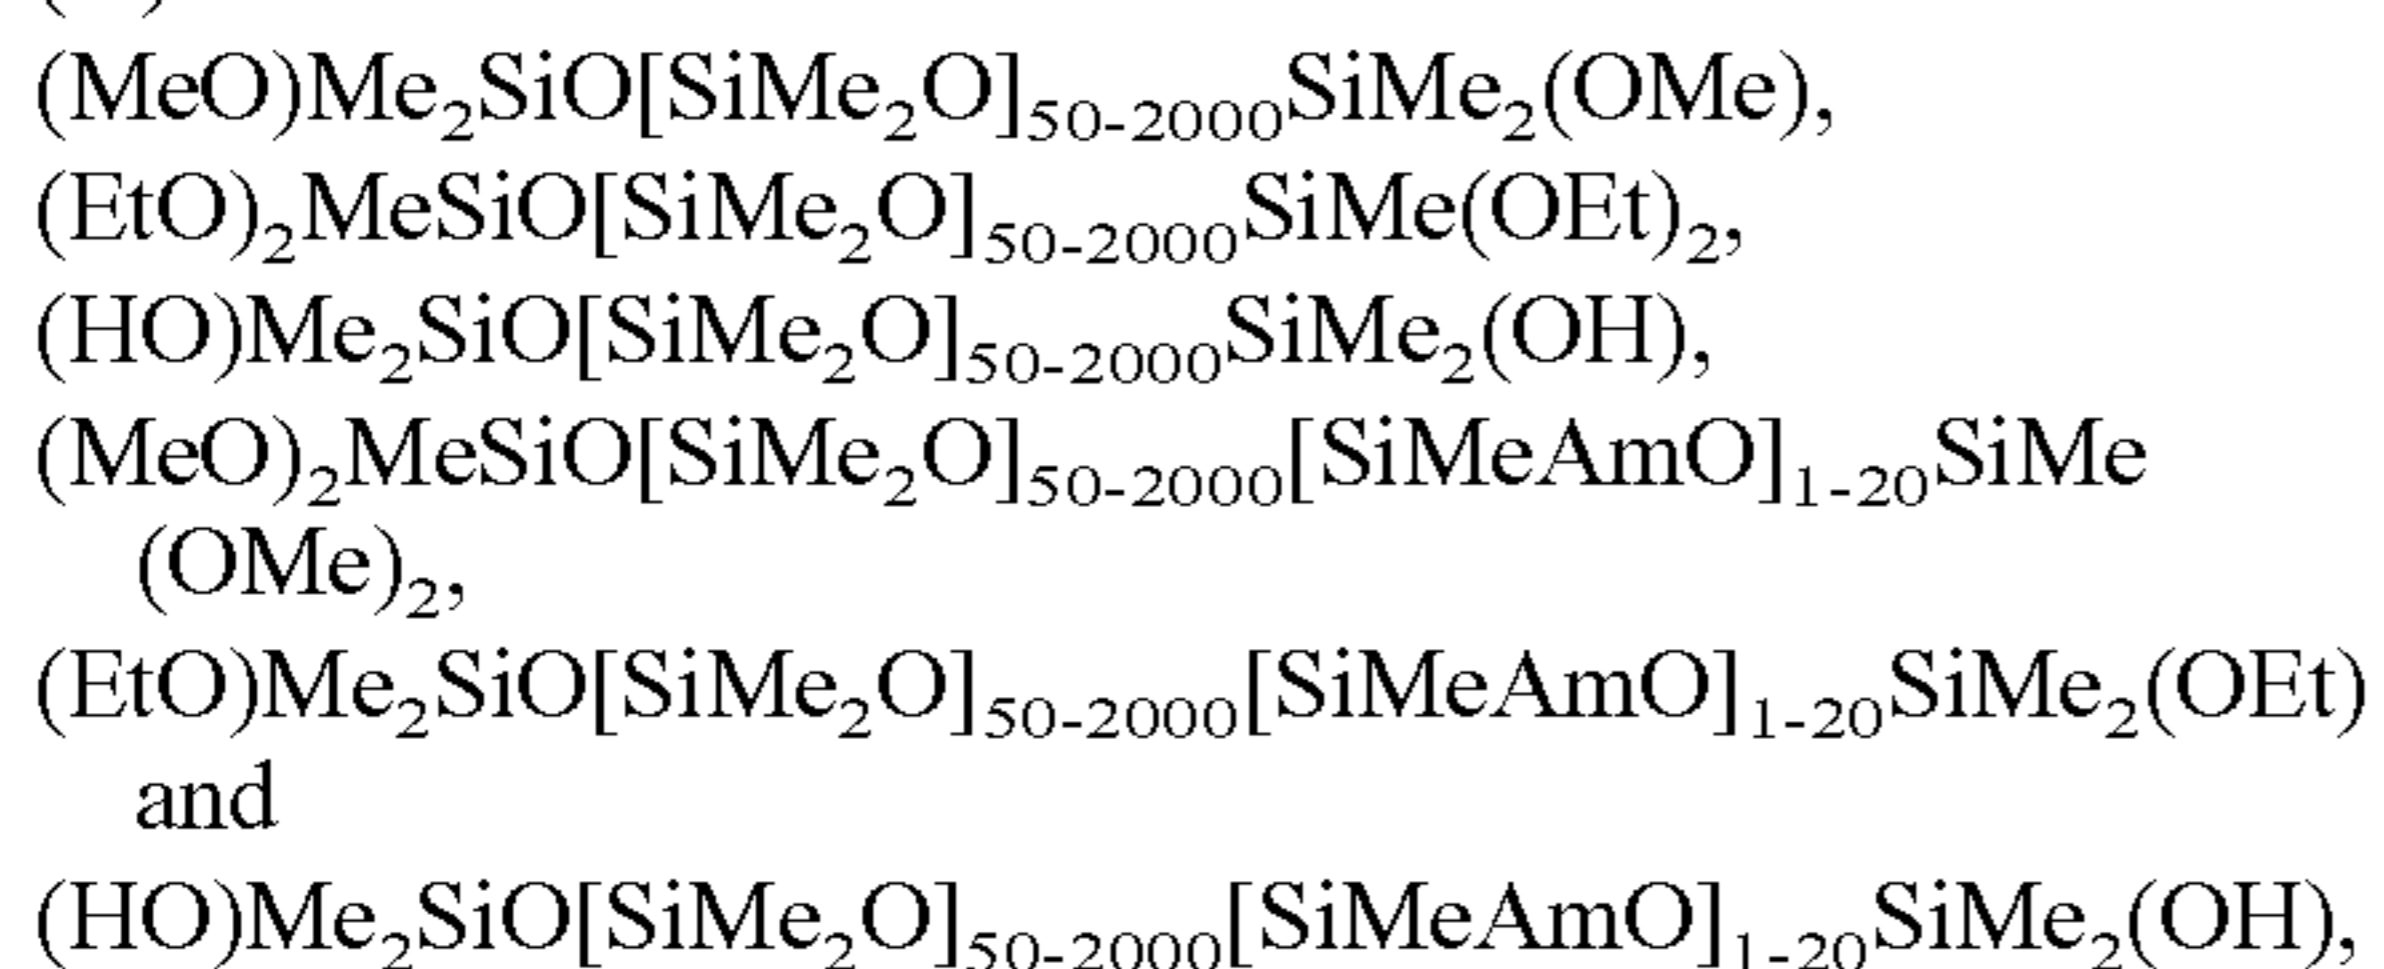 (MeO)Me₂SiO[SiMe₂O]₅₀₋₂₀₀₀SiMe₂(OMe),
(EtO)₂MeSiO[SiMe₂O]₅₀₋₂₀₀₀SiMe(OEt)₂,
(HO)Me₂SiO[SiMe₂O]₅₀₋₂₀₀₀SiMe₂(OH),
(MeO)₂MeSiO[SiMe₂O]₅₀₋₂₀₀₀[SiMeAmO]₁₋₂₀SiMe
(OMe)₂,
(EtO)Me₂SiO[SiMe₂O]₅₀₋₂₀₀₀[SiMeAmO]₁₋₂₀SiMe₂(OEt)
and
(HO)Me₂SiO[SiMe₂O]₅₀₋₂₀₀₀[SiMeAmO]₁₋₂₀SiMe₂(OH),